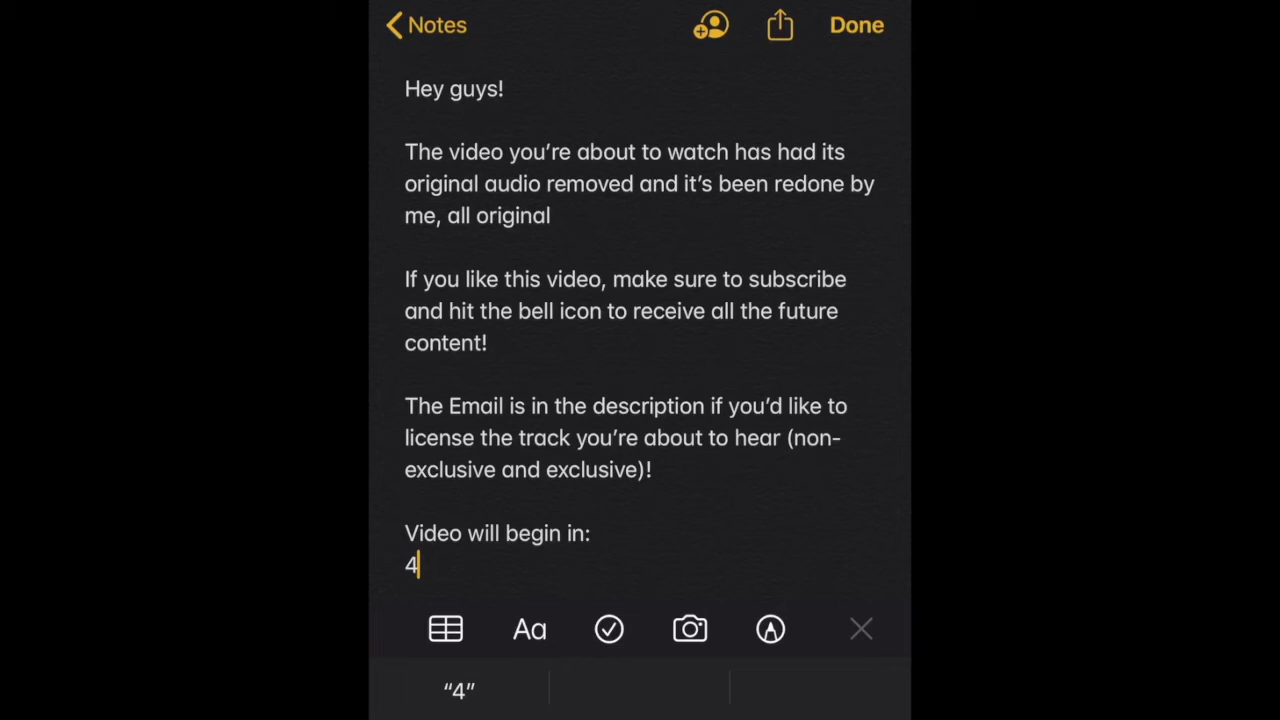 Notes
Done
Hey guys!
The video you’re about to watch has had its
original audio removed and it’s been redone by
me, all original
If you like this video, make sure to subscribe
and hit the bell icon to receive all the future
content!
The Email is in the description if you’d like to
license the track you’re about to hear (non-
exclusive and exclusive)!
Video will begin in:
4
Aa
“4”